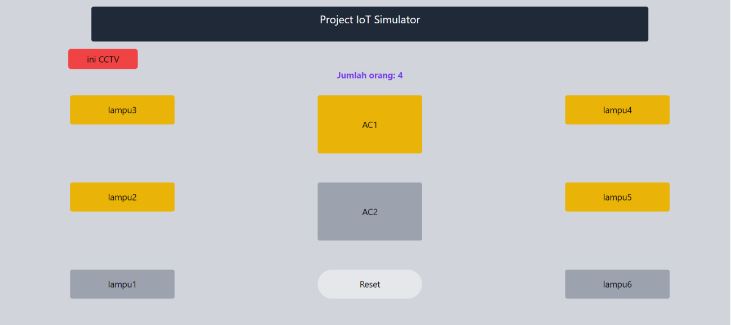 Project IoT Simulator
ini CCTV
Jumlah orang: 4
lampu3
AC1
lampu4
lampu2
AC2
lampu5
lampu1
Reset
lampu6